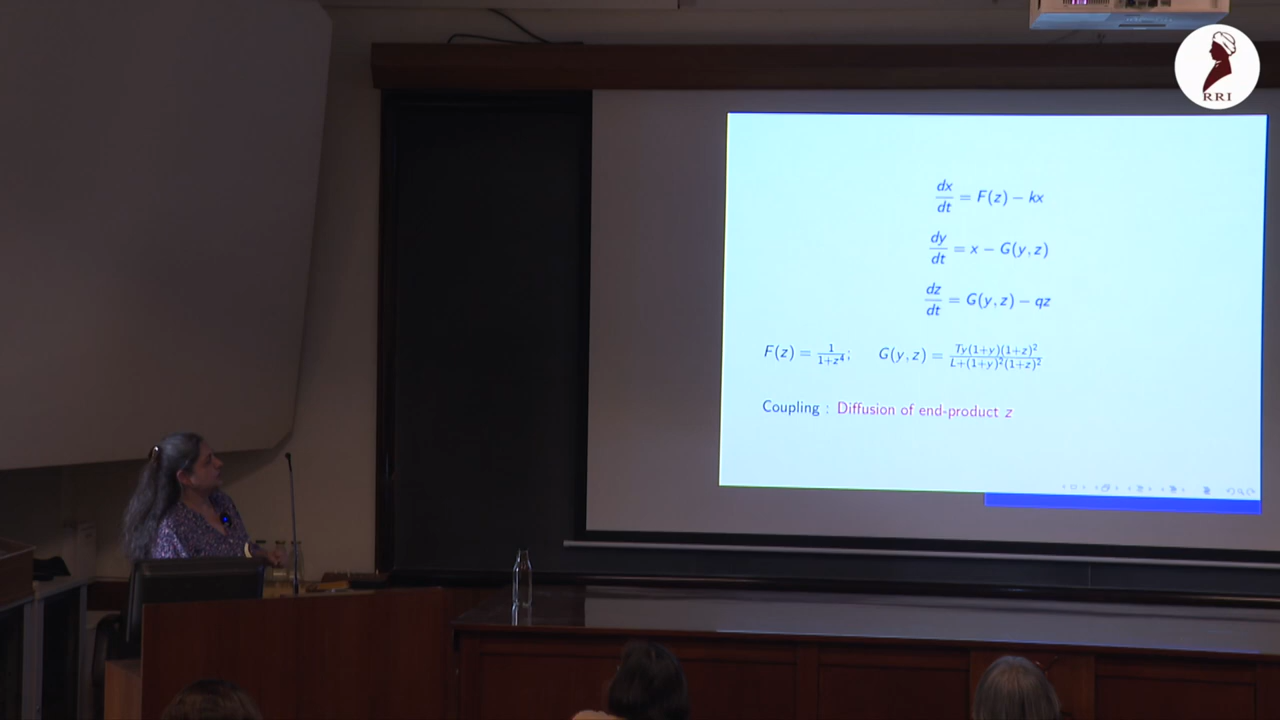 RRI
dx/dt = F(z) − kx
dy/dt = x − G(y, z)
dz/dt = G(y, z) − qz
F(z) = 1/(1+z⁴); G(y, z) = Ty(1+y)(1+z)²/(L+(1+y)²(1+z)²)
Coupling : Diffusion of end-product z